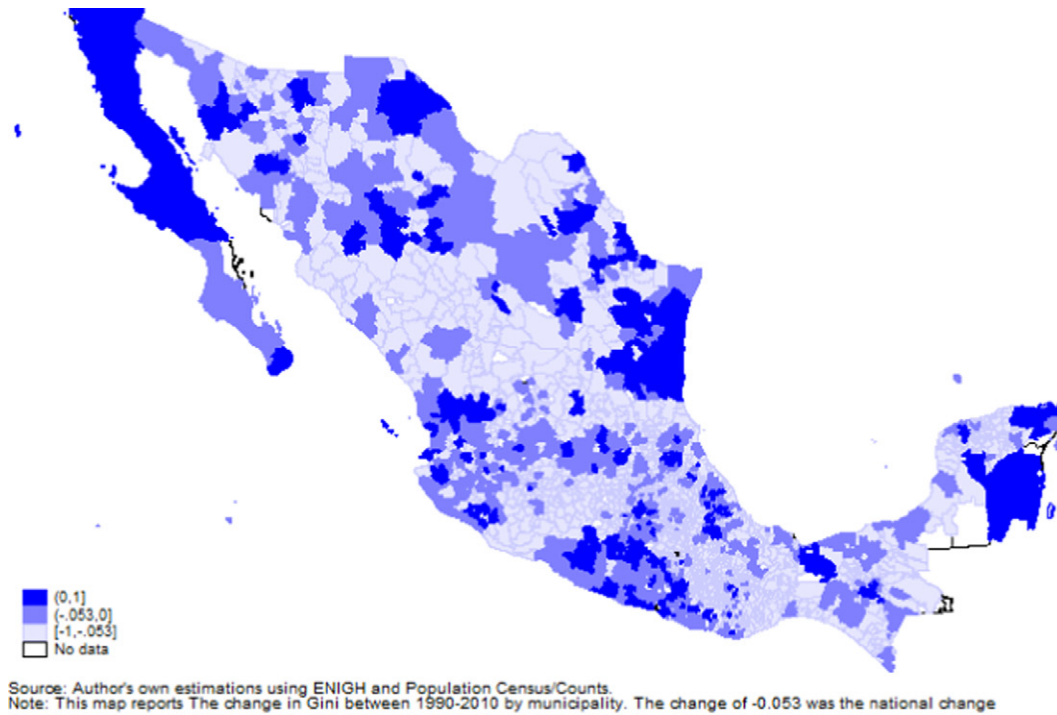 (0,1]
(-.053,0]
[-1,-.053]
No data
Source: Author's own estimations using ENIGH and Population Census/Counts.
Note: This map reports The change in Gini between 1990-2010 by municipality. The change of -0.053 was the national change